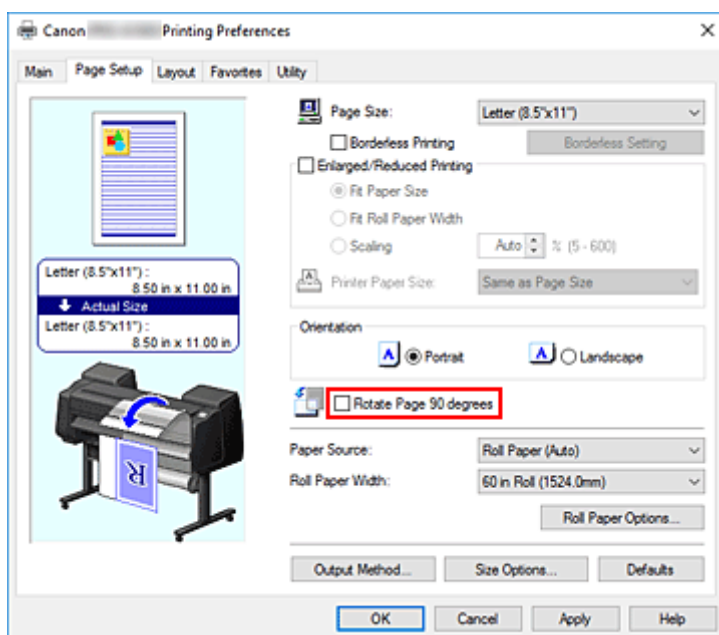 Canon Printing Preferences
Main Page Setup Layout Favorites Utility
Page Size: Letter (8.5"x11")
Borderless Printing Borderless Setting
Enlarged/Reduced Printing
Fit Paper Size
Fit Roll Paper Width
Scaling Auto % (5 - 600)
Printer Paper Size: Same as Page Size
Letter (8.5"x11") :
8.50 in x 11.00 in
Actual Size
Letter (8.5"x11") :
8.50 in x 11.00 in
Orientation
A Portrait A Landscape
Rotate Page 90 degrees
R
Paper Source: Roll Paper (Auto)
Roll Paper Width: 60 in Roll (1524.0mm)
Roll Paper Options...
Output Method... Size Options... Defaults
OK Cancel Apply Help